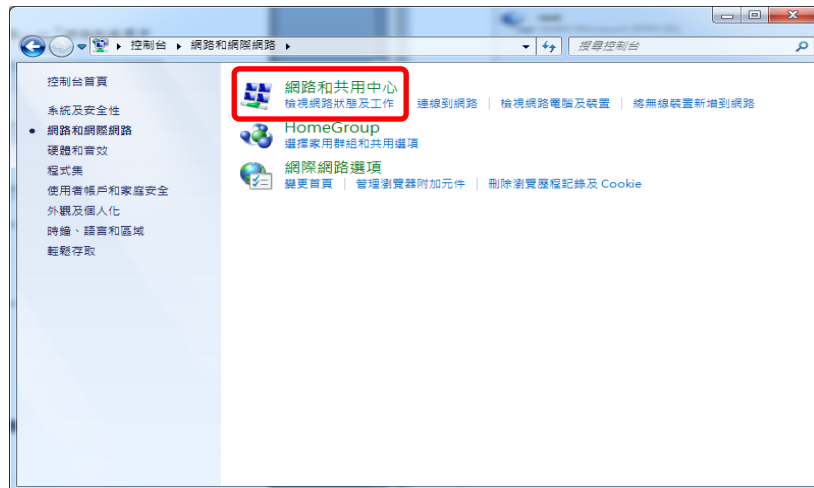 控制台 ▸ 網路和網際網路 ▸
搜尋控制台
控制台首頁
系統及安全性
網路和網際網路
硬體和音效
程式集
使用者帳戶和家庭安全
外觀及個人化
時鐘、語言和區域
輕鬆存取
網路和共用中心
檢視網路狀態及工作 連線到網路 | 檢視網路電腦及裝置 | 將無線裝置新增到網路
HomeGroup
選擇家用群組和共用選項
網際網路選項
變更首頁 | 管理瀏覽器附加元件 | 刪除瀏覽歷程記錄及 Cookie